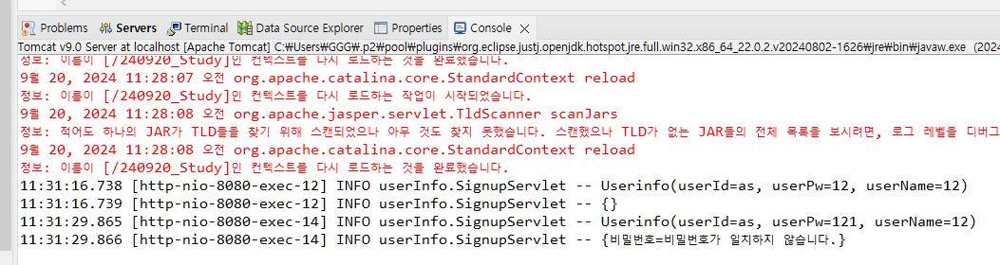 Problems Servers Terminal Data Source Explorer Properties Console
Tomcat v9.0 Server at localhost [Apache Tomcat] C:₩Users₩GGG₩.p2₩pool₩plugins₩org.eclipse.justj.openjdk.hotspot.jre.full.win32.x86_64_22.0.2.v20240802-1626₩jre₩bin₩javaw.exe (2024
정보: 이름이 [/240920_Study]인 컨텍스트를 다시 로드하는 것을 완료했습니다.
9월 20, 2024 11:28:07 오전 org.apache.catalina.core.StandardContext reload
정보: 이름이 [/240920_Study]인 컨텍스트를 다시 로드하는 작업이 시작되었습니다.
9월 20, 2024 11:28:08 오전 org.apache.jasper.servlet.TldScanner scanJars
정보: 적어도 하나의 JAR가 TLD들을 찾기 위해 스캔되었으나 아무 것도 찾지 못했습니다. 스캔했으나 TLD가 없는 JAR들의 전체 목록을 보시려면, 로그 레벨을 디버그
9월 20, 2024 11:28:08 오전 org.apache.catalina.core.StandardContext reload
정보: 이름이 [/240920_Study]인 컨텍스트를 다시 로드하는 것을 완료했습니다.
11:31:16.738 [http-nio-8080-exec-12] INFO userInfo.SignupServlet -- Userinfo(userId=as, userPw=12, userName=12)
11:31:16.739 [http-nio-8080-exec-12] INFO userInfo.SignupServlet -- {}
11:31:29.865 [http-nio-8080-exec-14] INFO userInfo.SignupServlet -- Userinfo(userId=as, userPw=121, userName=12)
11:31:29.866 [http-nio-8080-exec-14] INFO userInfo.SignupServlet -- {비밀번호=비밀번호가 일치하지 않습니다.}